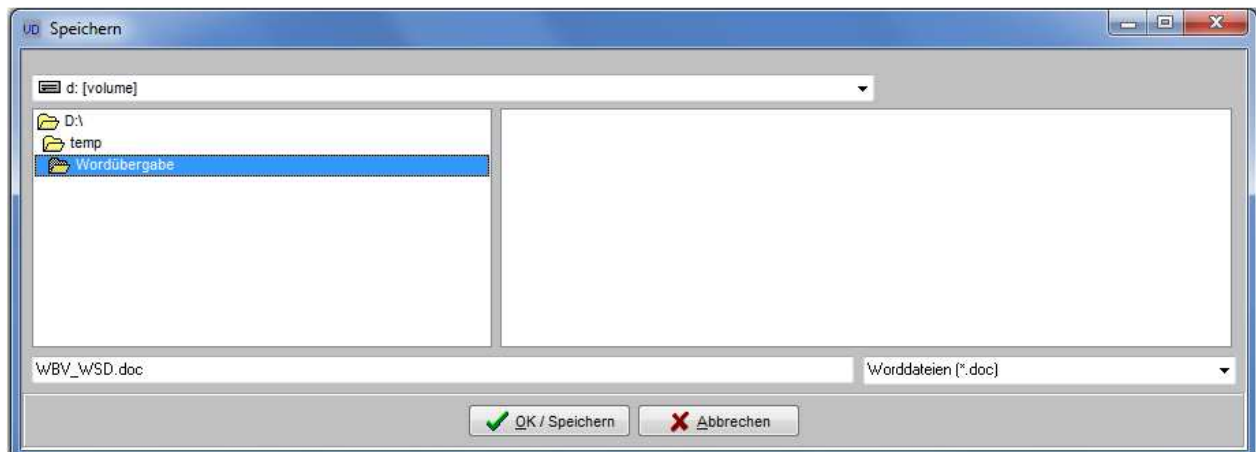 UD Speichern
d: [volume]
D:\
temp
Wordübergabe
WBV_WSD.doc
Worddateien (*.doc)
OK / Speichern
Abbrechen